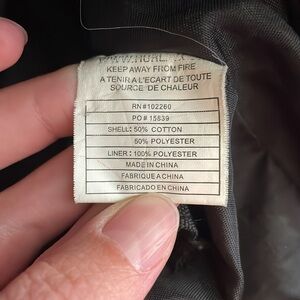 KEEP AWAY FROM FIRE
A TENIR A L'ECART DE TOUTE
SOURCE DE CHALEUR
RN#102260
PO # 15839
SHELL: 50% COTTON
50% POLYESTER
LINER: 100% POLYESTER
MADE IN CHINA
FABRIQUE A CHINA
FABRICADO EN CHINA